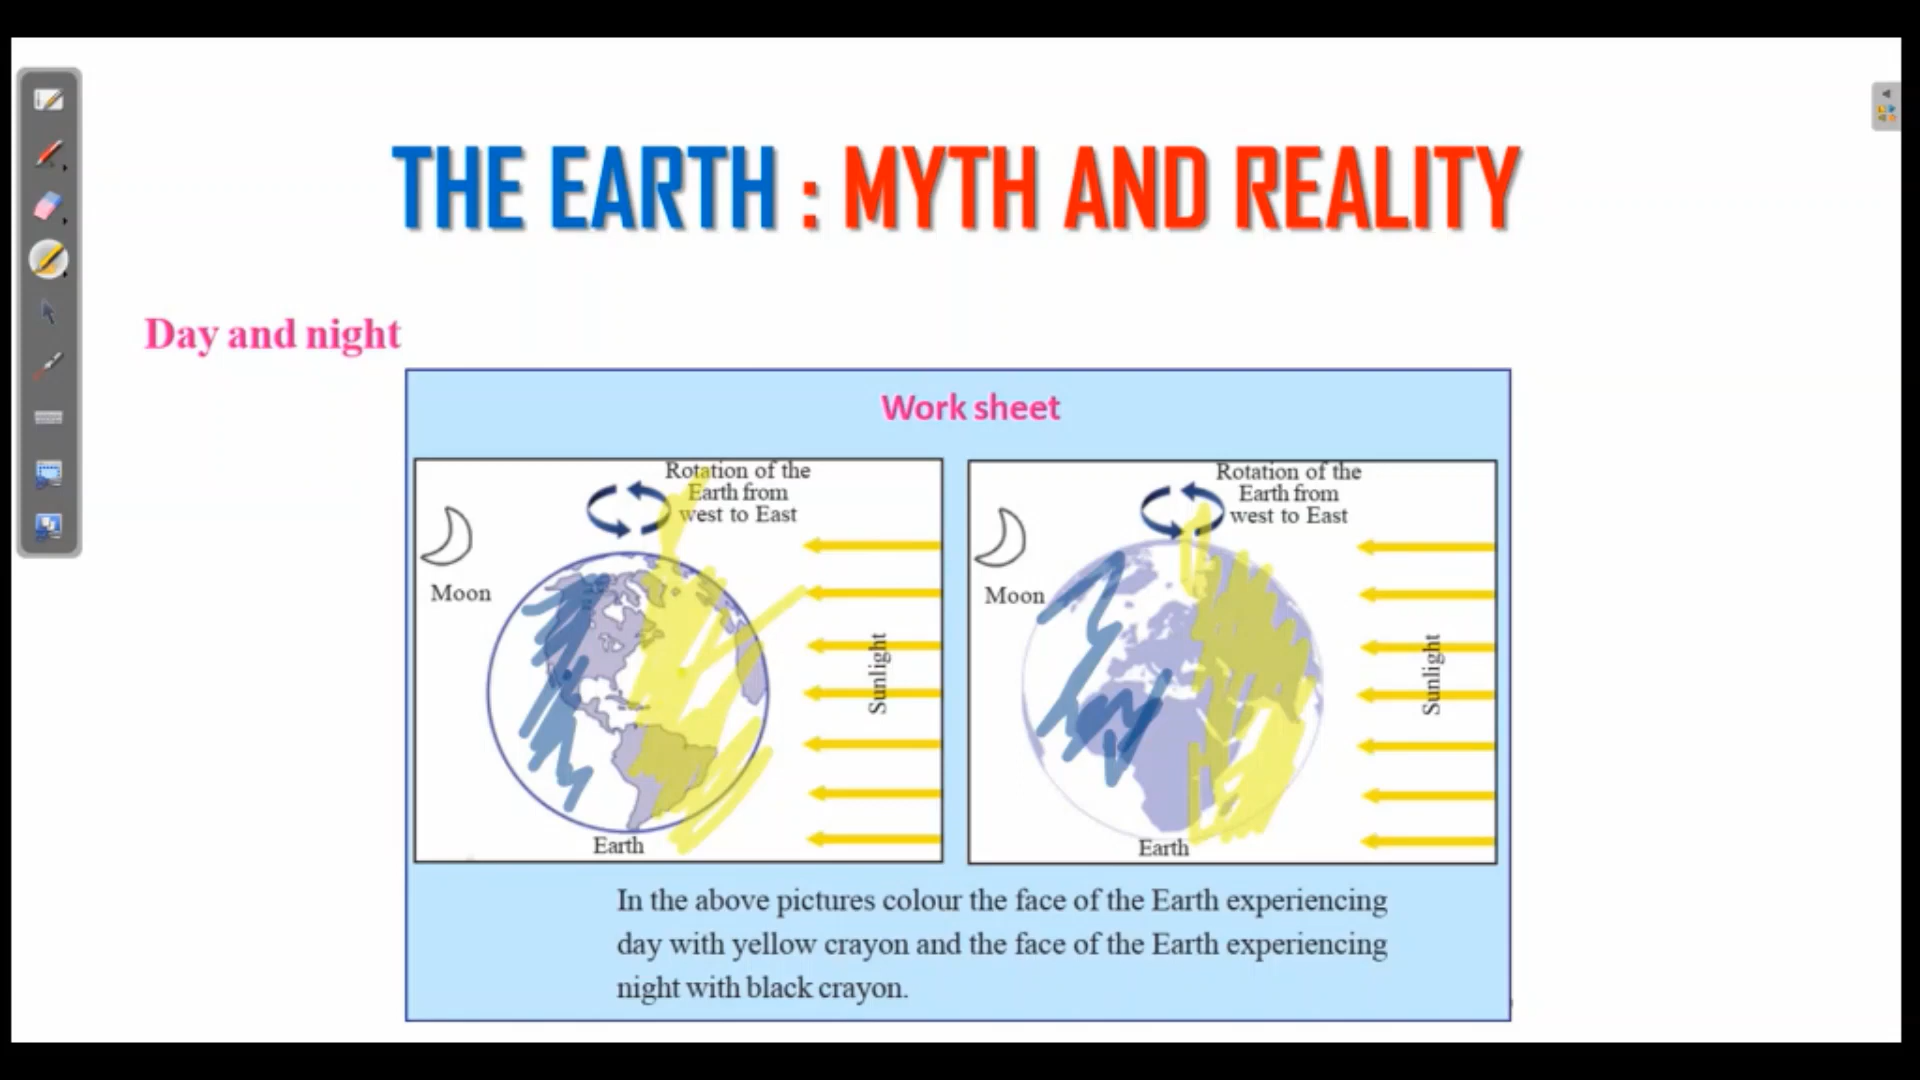 THE EARTH : MYTH AND REALITY
Day and night
Work sheet
Rotation of the
Earth from
west to East
Moon
Sunlight
Earth
Rotation of the
Earth from
west to East
Moon
Sunlight
Earth
In the above pictures colour the face of the Earth experiencing
day with yellow crayon and the face of the Earth experiencing
night with black crayon.